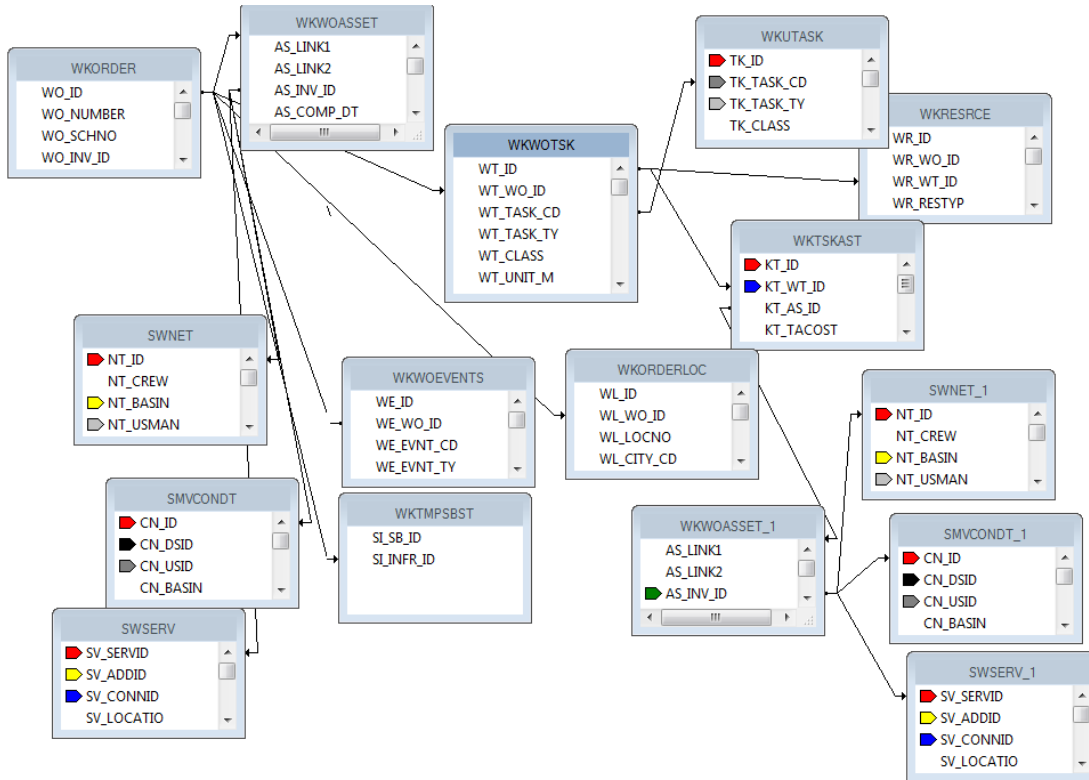 WKORDER
WO_ID
WO_NUMBER
WO_SCHNO
WO_INV_ID
WKWOASSET
AS_LINK1
AS_LINK2
AS_INV_ID
AS_COMP_DT
WKWOTSK
WT_ID
WT_WO_ID
WT_TASK_CD
WT_TASK_TY
WT_CLASS
WT_UNIT_M
WKUTASK
TK_ID
TK_TASK_CD
TK_TASK_TY
TK_CLASS
WKRESRCE
WR_ID
WR_WO_ID
WR_WT_ID
WR_RESTYP
WKTSKAST
KT_ID
KT_WT_ID
KT_AS_ID
KT_TACOST
SWNET
NT_ID
NT_CREW
NT_BASIN
NT_USMAN
WKWOEVENTS
WE_ID
WE_WO_ID
WE_EVNT_CD
WE_EVNT_TY
WKORDERLOC
WL_ID
WL_WO_ID
WL_LOCNO
WL_CITY_CD
SWNET_1
NT_ID
NT_CREW
NT_BASIN
NT_USMAN
SMVCONDT
CN_ID
CN_DSID
CN_USID
CN_BASIN
WKTMPSBST
SI_SB_ID
SI_INFR_ID
WKWOASSET_1
AS_LINK1
AS_LINK2
AS_INV_ID
SMVCONDT_1
CN_ID
CN_DSID
CN_USID
CN_BASIN
SWSERV
SV_SERVID
SV_ADDID
SV_CONNID
SV_LOCATIO
SWSERV_1
SV_SERVID
SV_ADDID
SV_CONNID
SV_LOCATIO